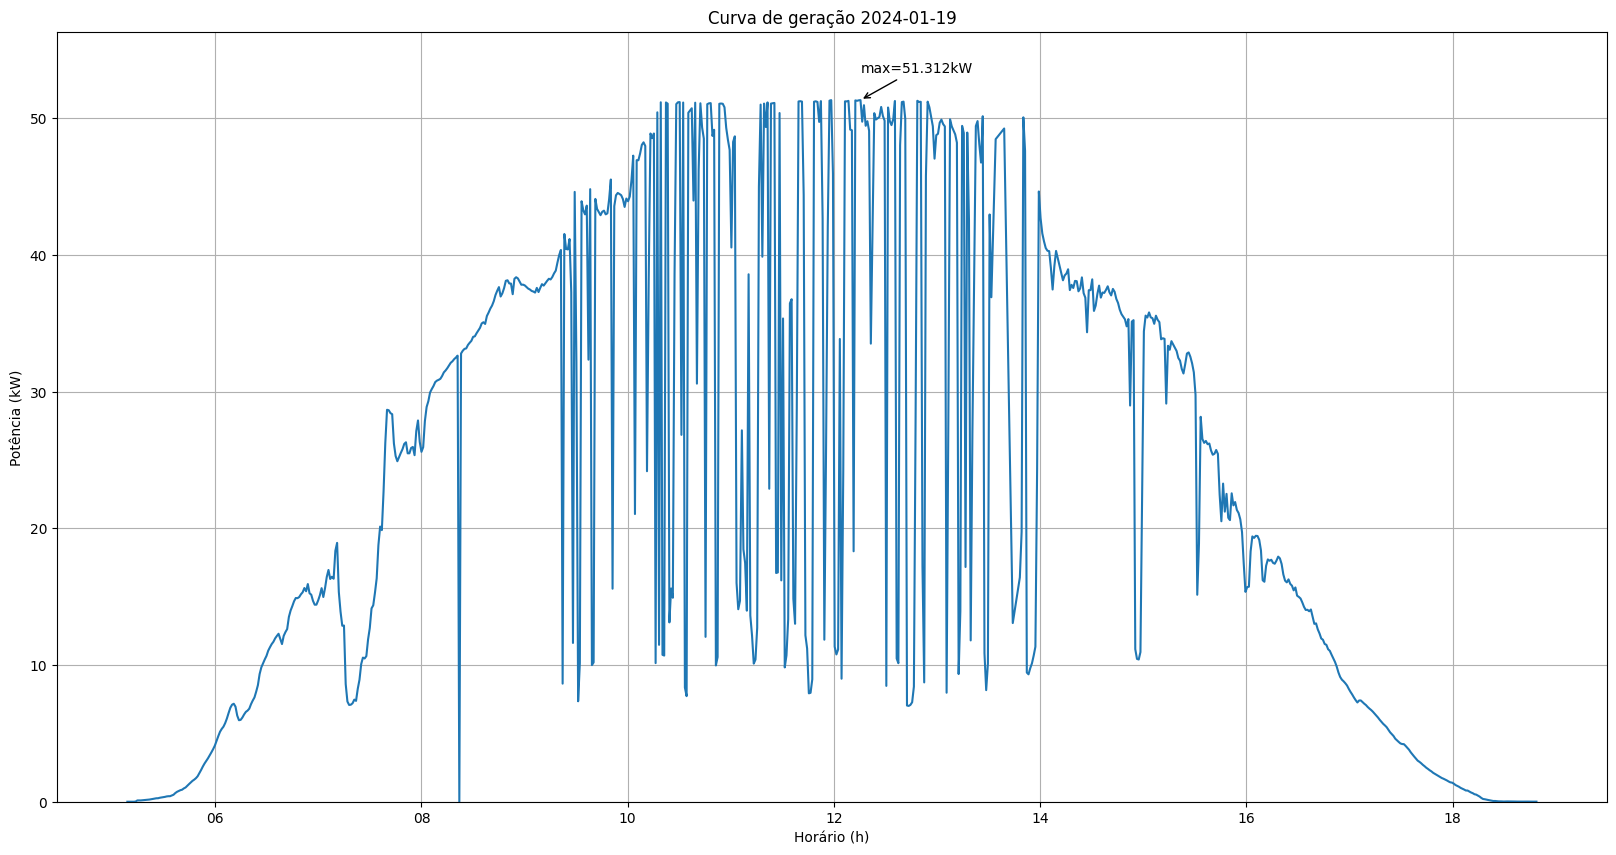 Curva de geração 2024-01-19
max=51.312kW
Potência (kW)
50
40
30
20
10
0
06 08 10 12 14 16 18
Horário (h)